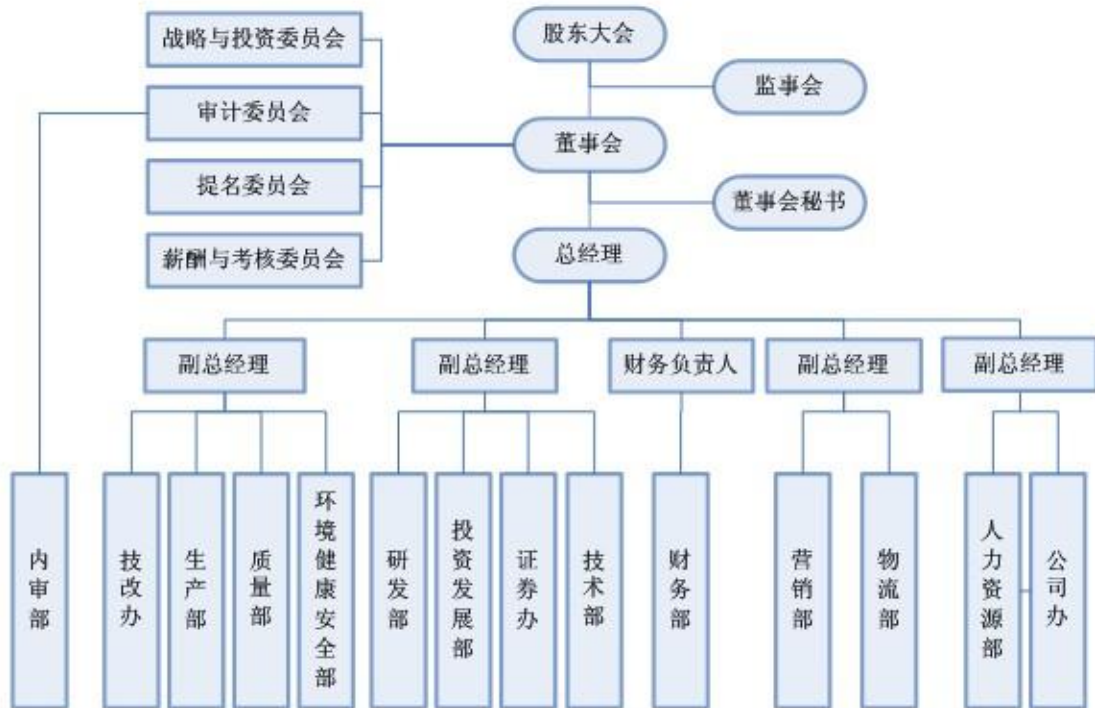 战略与投资委员会
股东大会
监事会
审计委员会
董事会
提名委员会
董事会秘书
薪酬与考核委员会
总经理
副总经理
副总经理
财务负责人
副总经理
副总经理
内审部
技改办
生产部
质量部
环境健康安全部
研发部
投资发展部
证券办
技术部
财务部
营销部
物流部
人力资源部
公司办